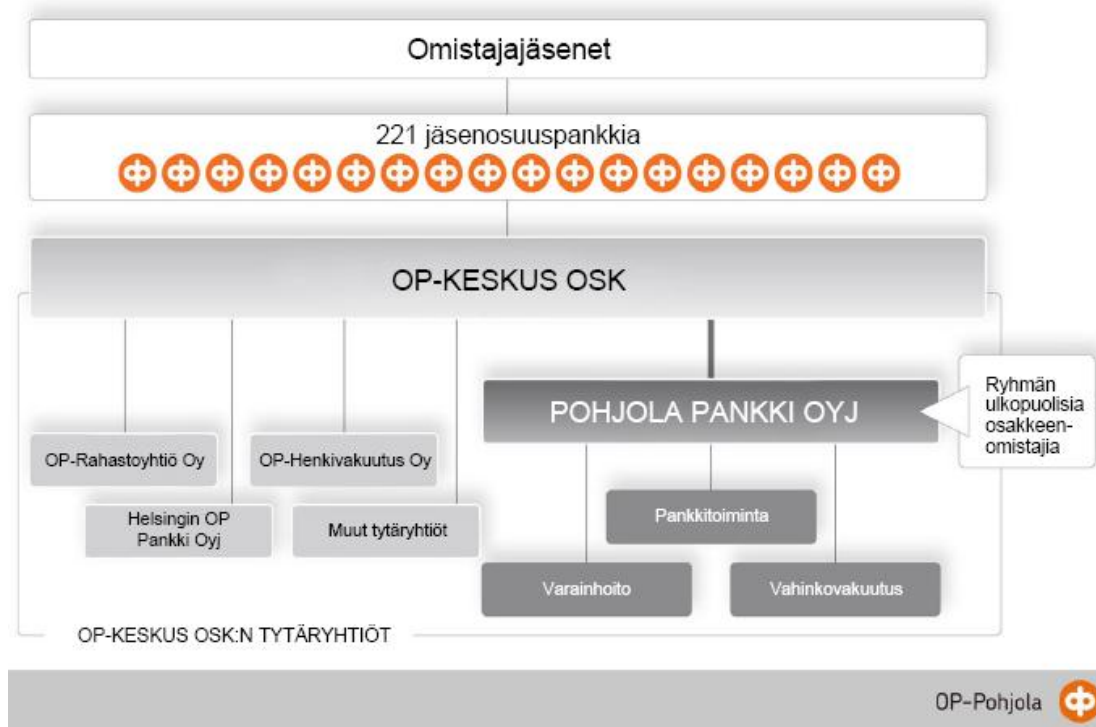 Omistajajäsenet
221 jäsenosuuspankkia
OP-KESKUS OSK
POHJOLA PANKKI OYJ
Ryhmän
ulkopuolisia
osakkeen-
omistajia
OP-Rahastoyhtiö Oy
OP-Henkivakuutus Oy
Helsingin OP
Pankki Oyj
Muut tytäryhtiöt
Pankkitoiminta
Varainhoito
Vahinkovakuutus
OP-KESKUS OSK:N TYTÄRYHTIÖT
OP-Pohjola